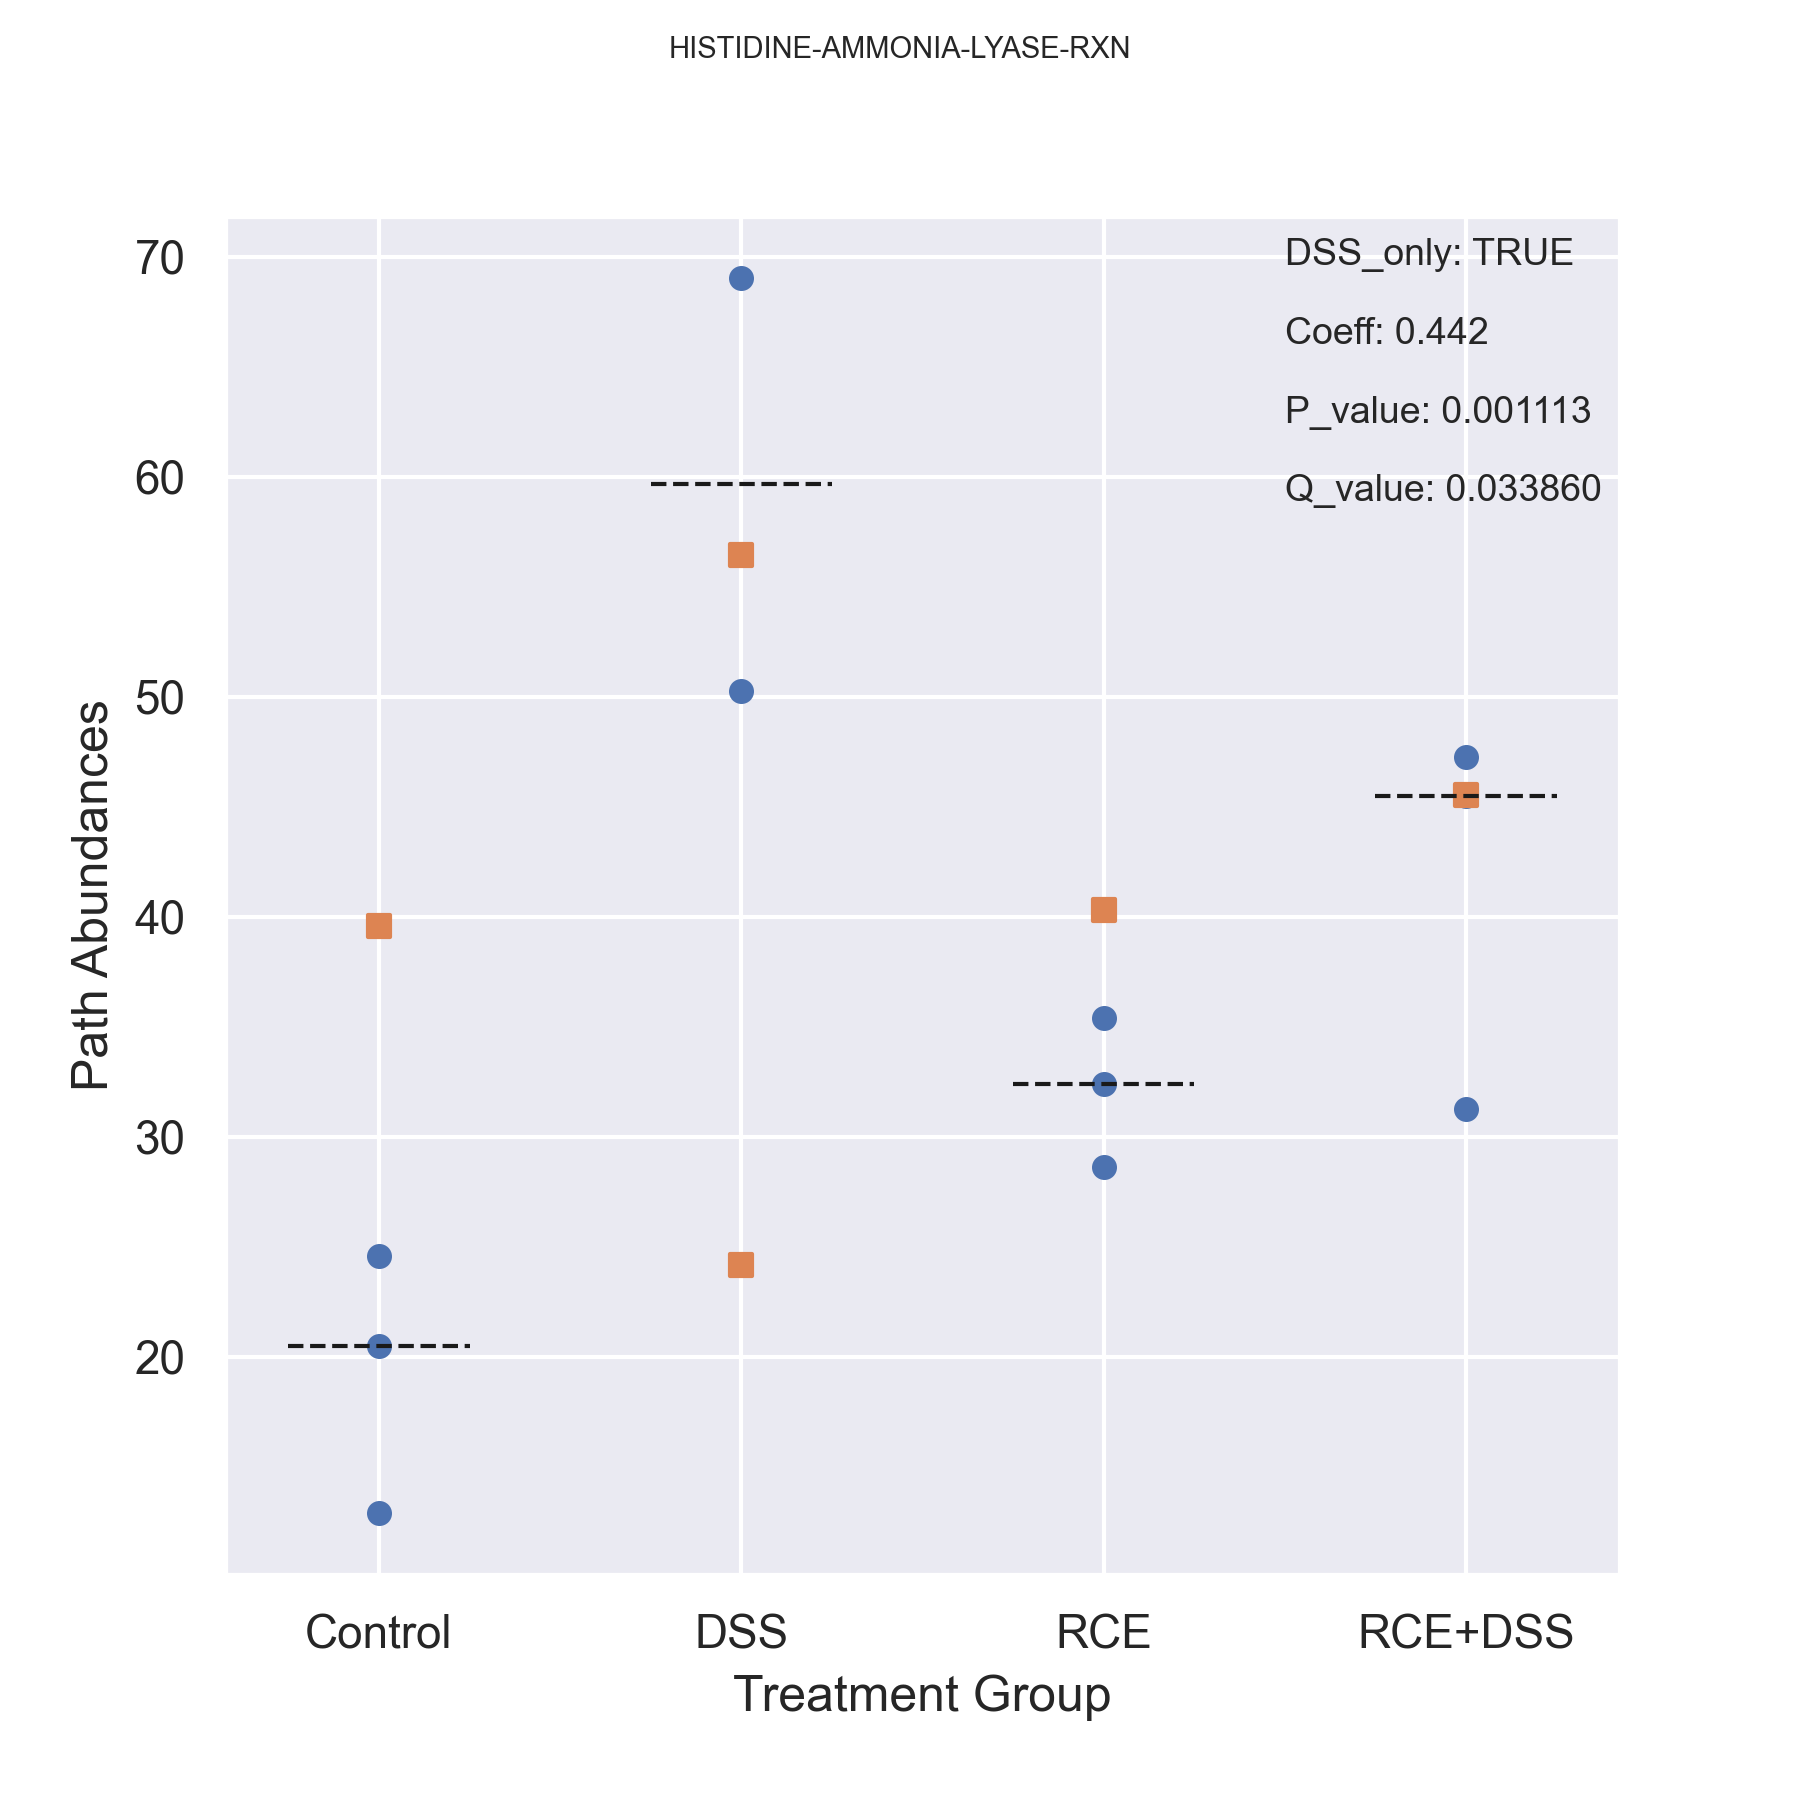 HISTIDINE-AMMONIA-LYASE-RXN
DSS_only: TRUE
Coeff: 0.442
P_value: 0.001113
Q_value: 0.033860
70
60
50
40
30
20
Path Abundances
Control
DSS
RCE
RCE+DSS
Treatment Group